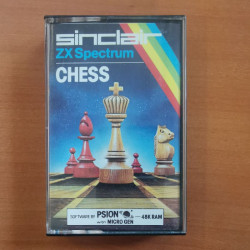 sinclair
ZX Spectrum
CHESS
SOFTWARE BY PSION 48K RAM
WITH MICRO GEN